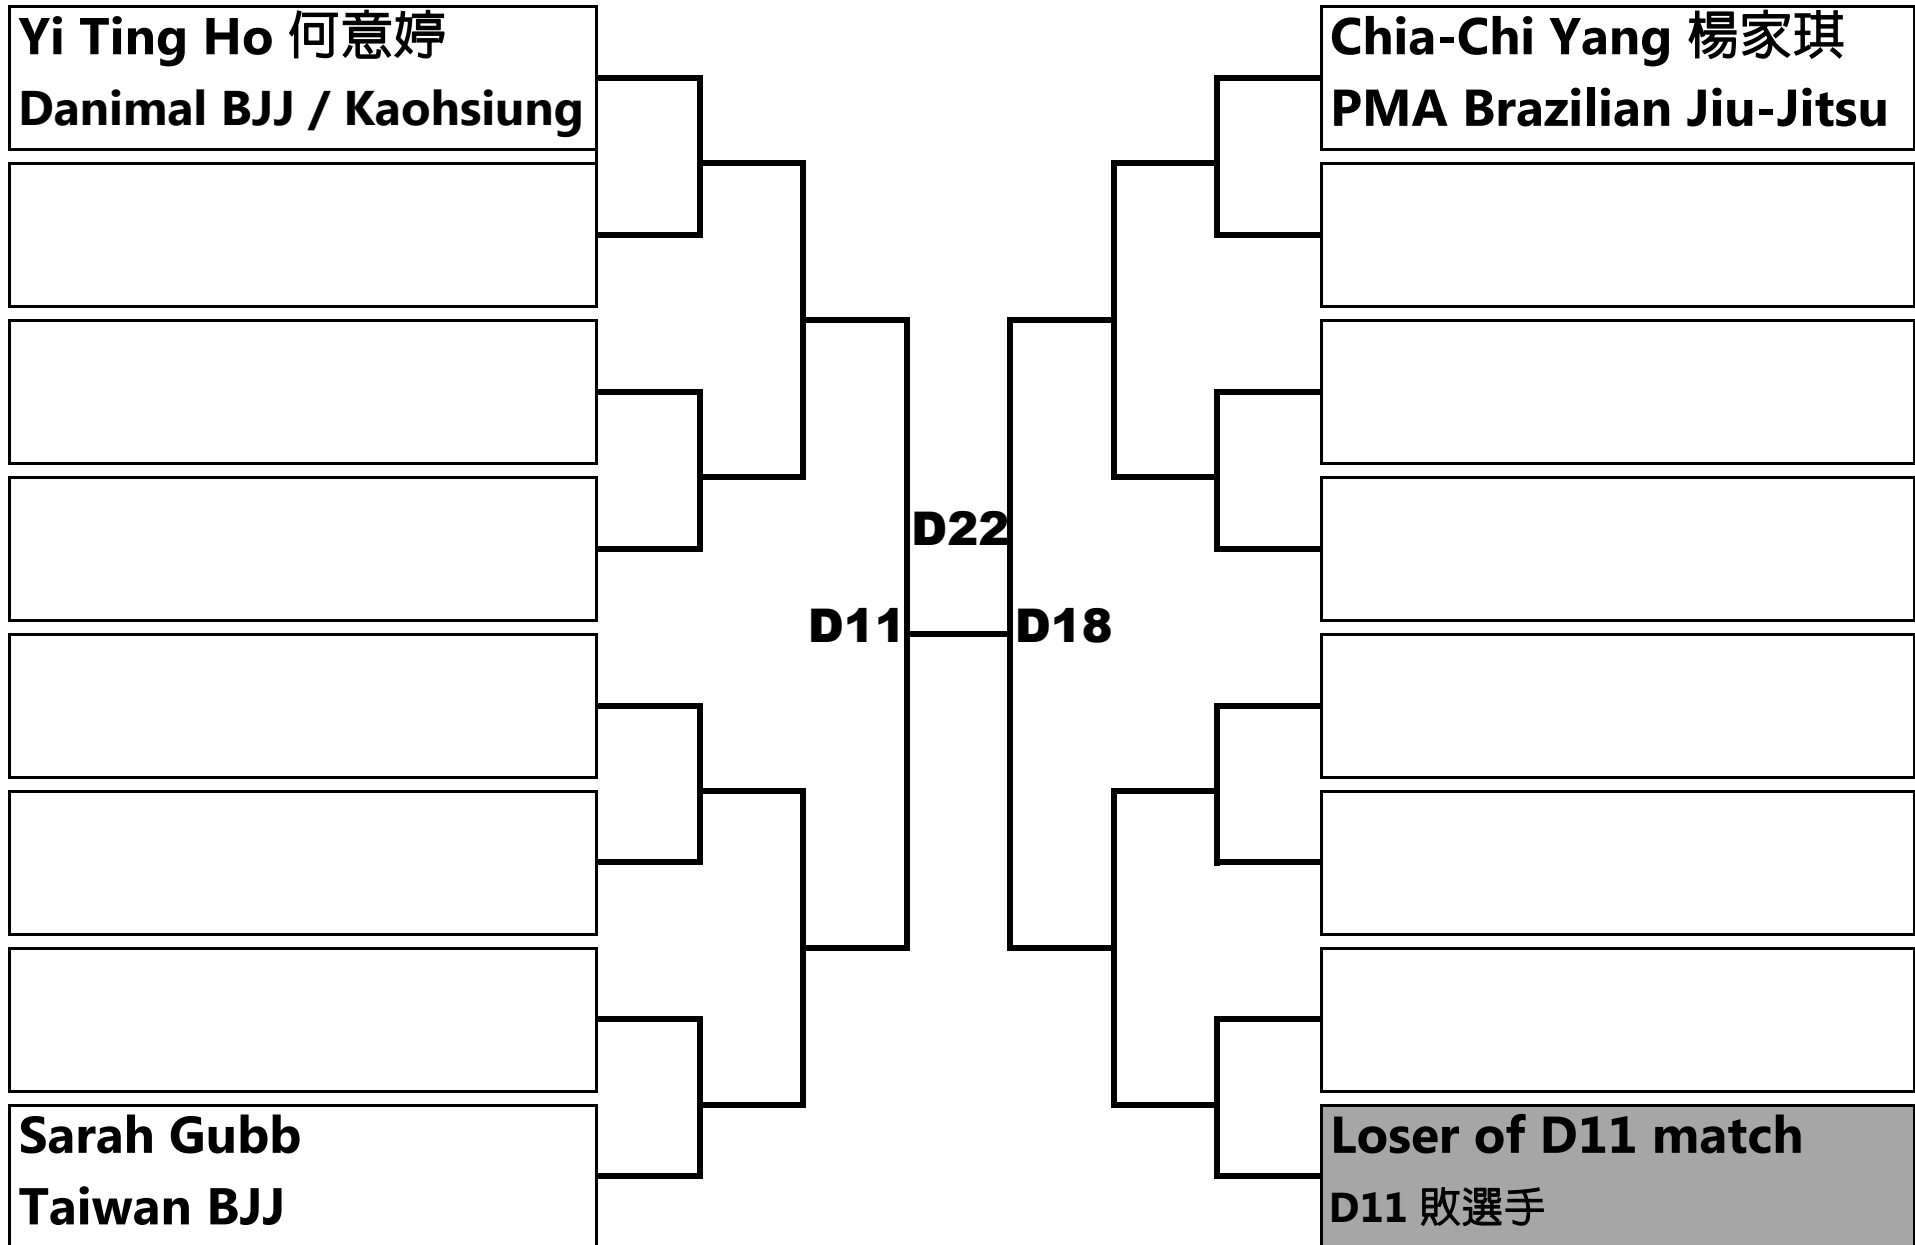 Yi Ting Ho 何意婷
Danimal BJJ / Kaohsiung
Chia-Chi Yang 楊家琪
PMA Brazilian Jiu-Jitsu
D22
D11
D18
Sarah Gubb
Taiwan BJJ
Loser of D11 match
D11 敗選手